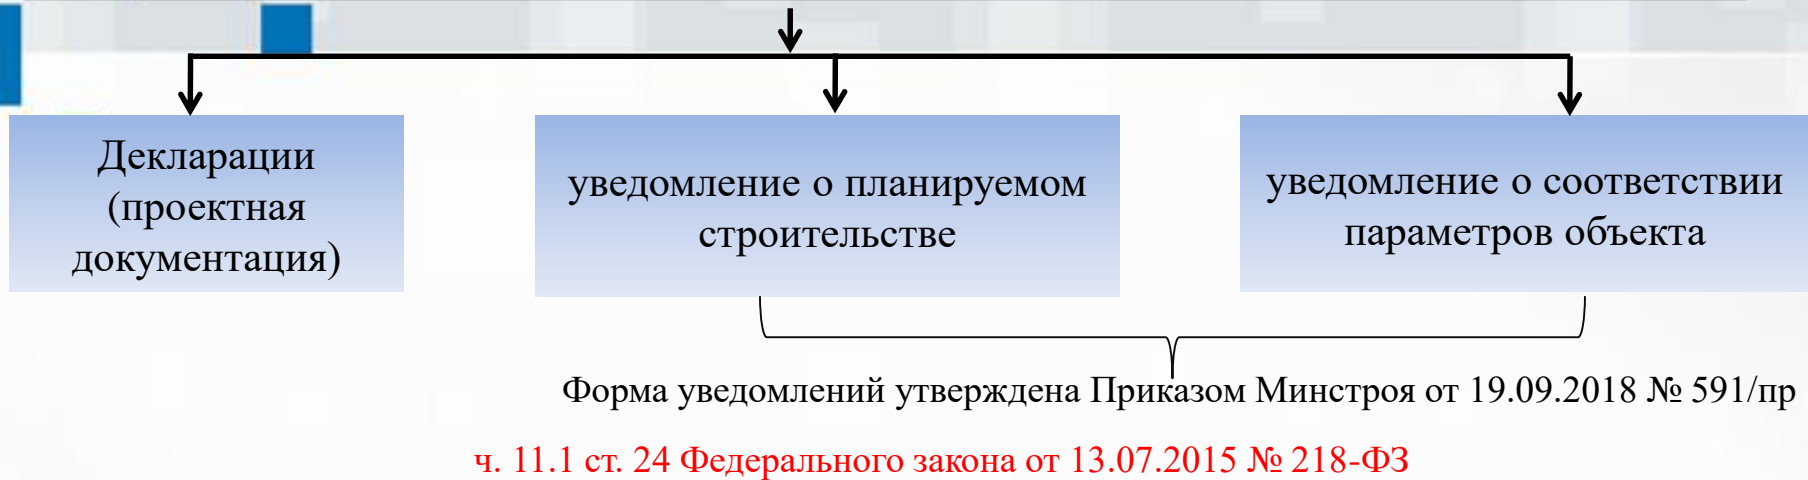 Декларации
(проектная
документация)
уведомление о планируемом
строительстве
уведомление о соответствии
параметров объекта
Форма уведомлений утверждена Приказом Минстроя от 19.09.2018 № 591/пр
ч. 11.1 ст. 24 Федерального закона от 13.07.2015 № 218-ФЗ